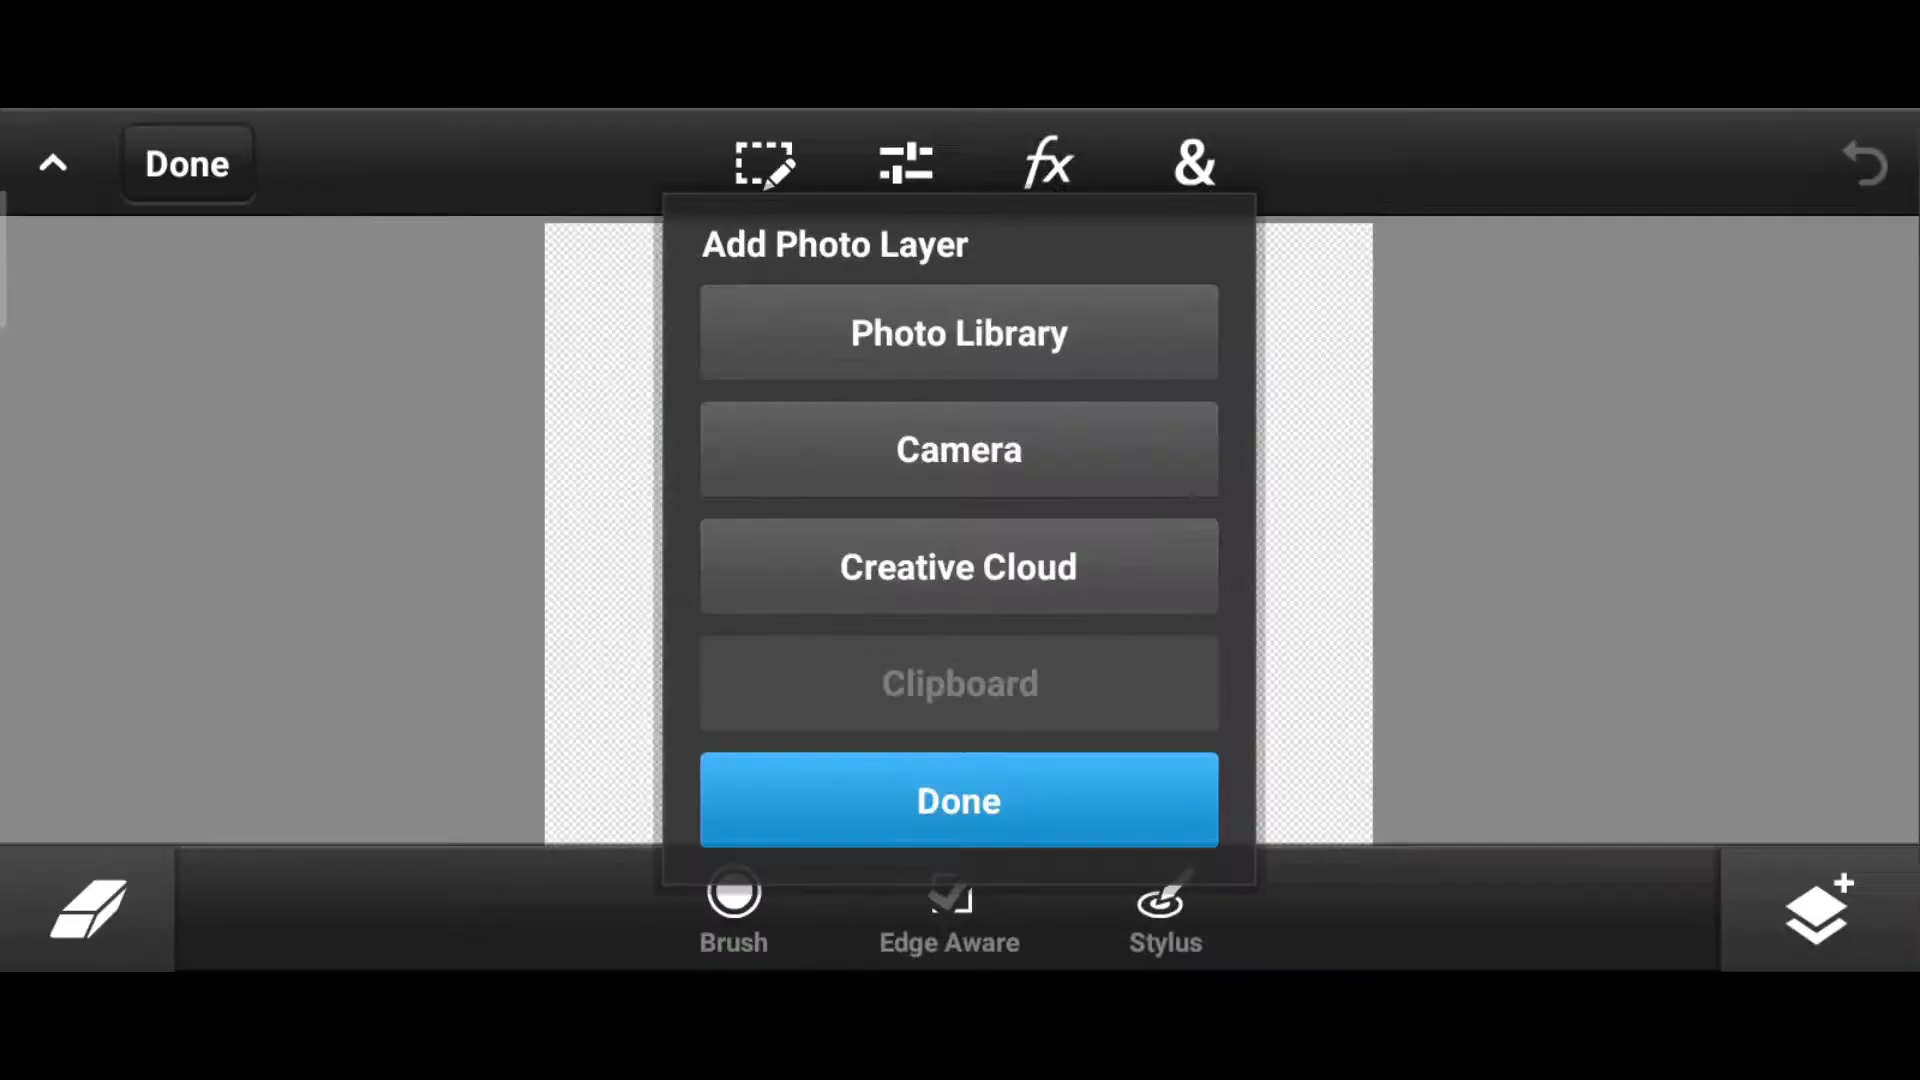 Done
fx
&
Add Photo Layer
Photo Library
Camera
Creative Cloud
Clipboard
Done
Brush
Edge Aware
Stylus